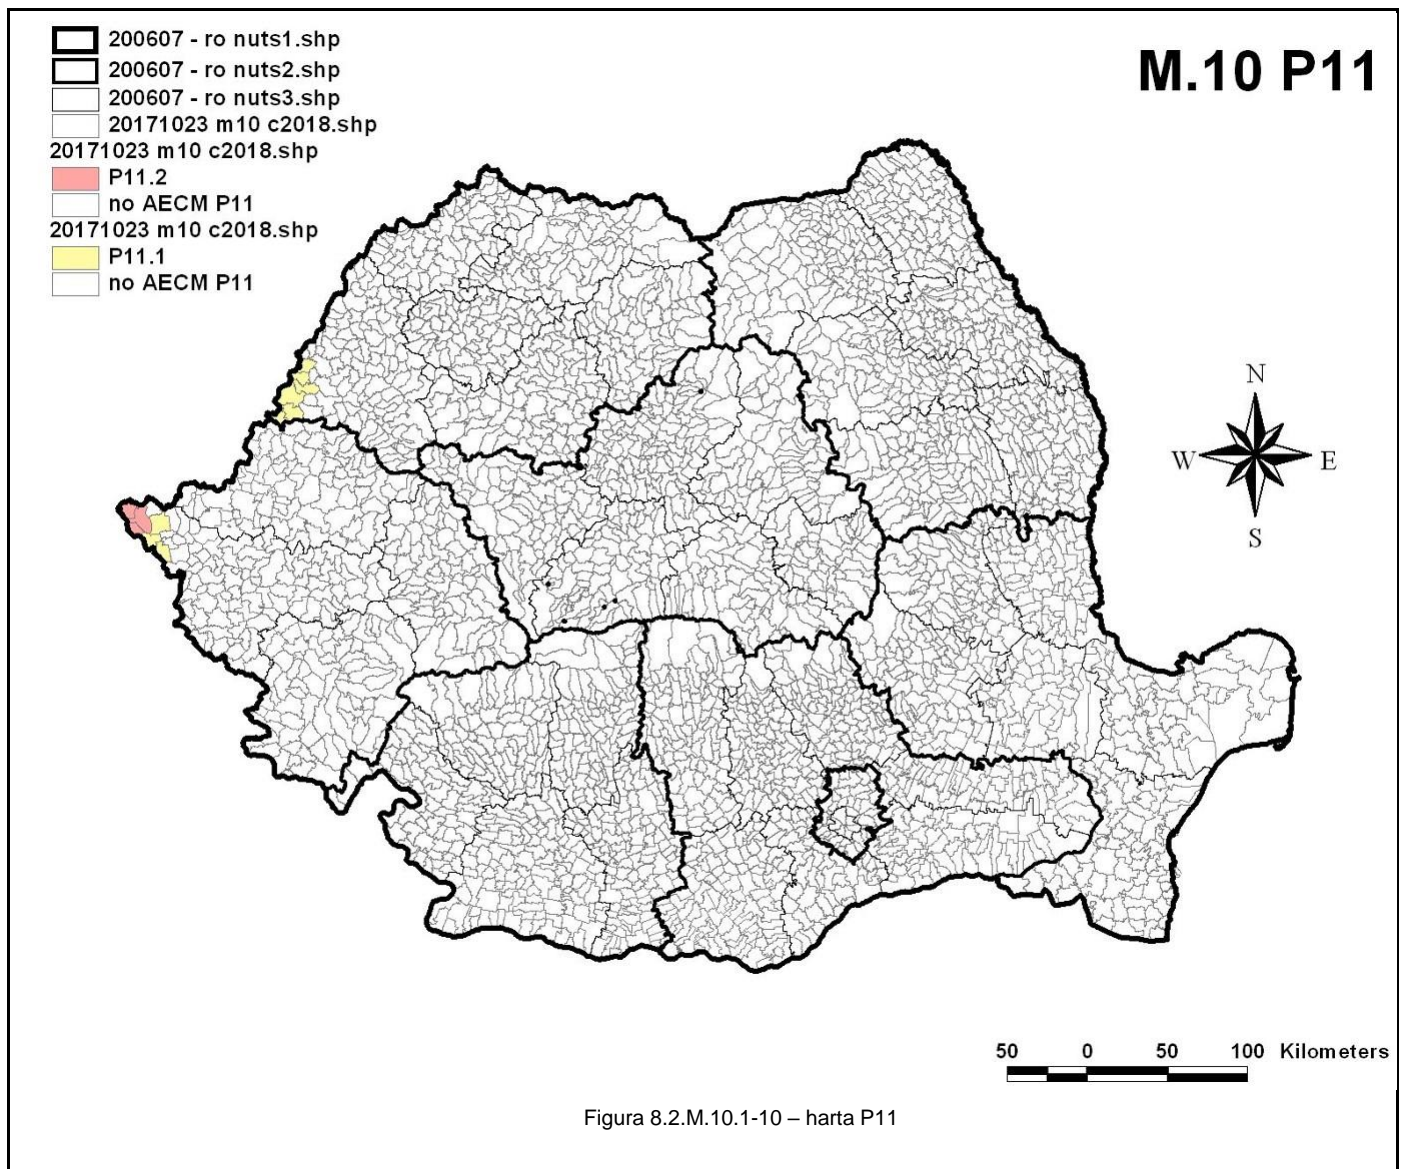 200607 - ro nuts1.shp
200607 - ro nuts2.shp
200607 - ro nuts3.shp
20171023 m10 c2018.shp
20171023 m10 c2018.shp
P11.2
no AECM P11
20171023 m10 c2018.shp
P11.1
no AECM P11
M.10 P11
N
W E
S
50 0 50 100 Kilometers
Figura 8.2.M.10.1-10 – harta P11